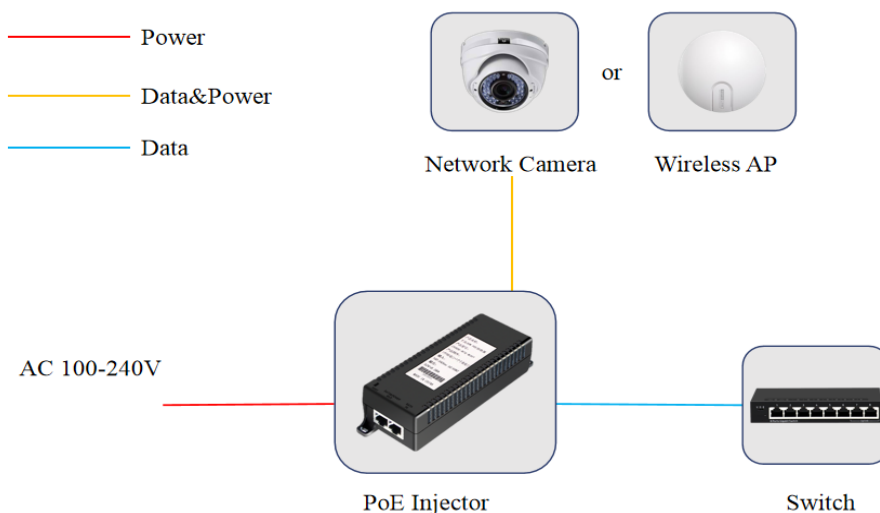 Power
Data&Power
Data
or
Network Camera
Wireless AP
AC 100-240V
PoE Injector
Switch